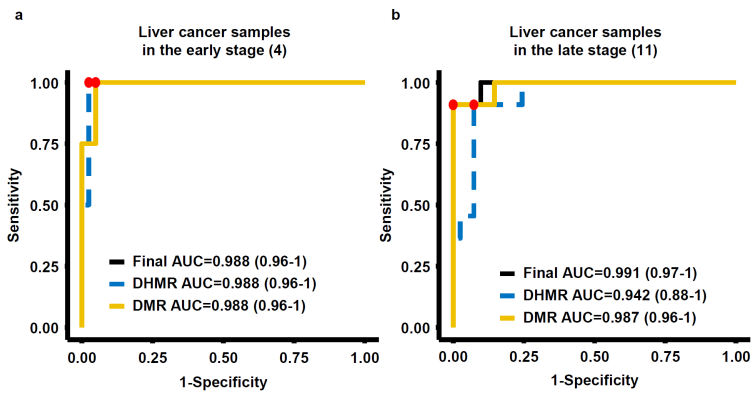 a
Liver cancer samples
in the early stage (4)
1.00
0.75
0.50
0.25
0.00
Sensitivity
Final AUC=0.988 (0.96-1)
DHMR AUC=0.988 (0.96-1)
DMR AUC=0.988 (0.96-1)
0.00 0.25 0.50 0.75 1.00
1-Specificity
b
Liver cancer samples
in the late stage (11)
1.00
0.75
0.50
0.25
0.00
Sensitivity
Final AUC=0.991 (0.97-1)
DHMR AUC=0.942 (0.88-1)
DMR AUC=0.987 (0.96-1)
0.00 0.25 0.50 0.75 1.00
1-Specificity